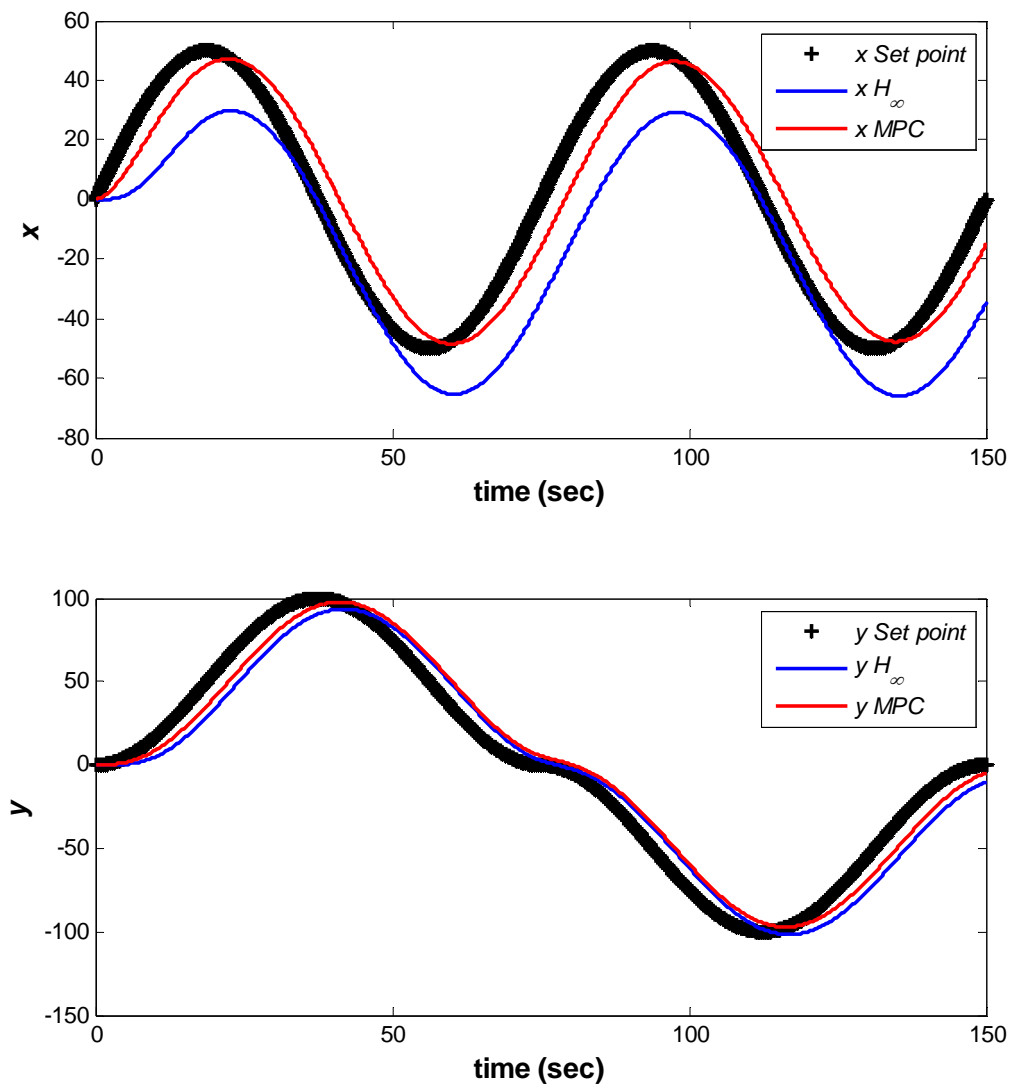 60
40
20
0
-20
-40
-60
-80
x
x Set point
x H∞
x MPC
0 50 100 150
time (sec)
100
50
0
-50
-100
-150
y
y Set point
y H∞
y MPC
0 50 100 150
time (sec)